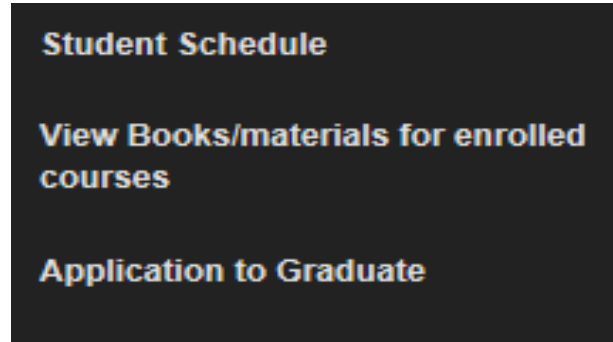 Student Schedule
View Books/materials for enrolled
courses
Application to Graduate